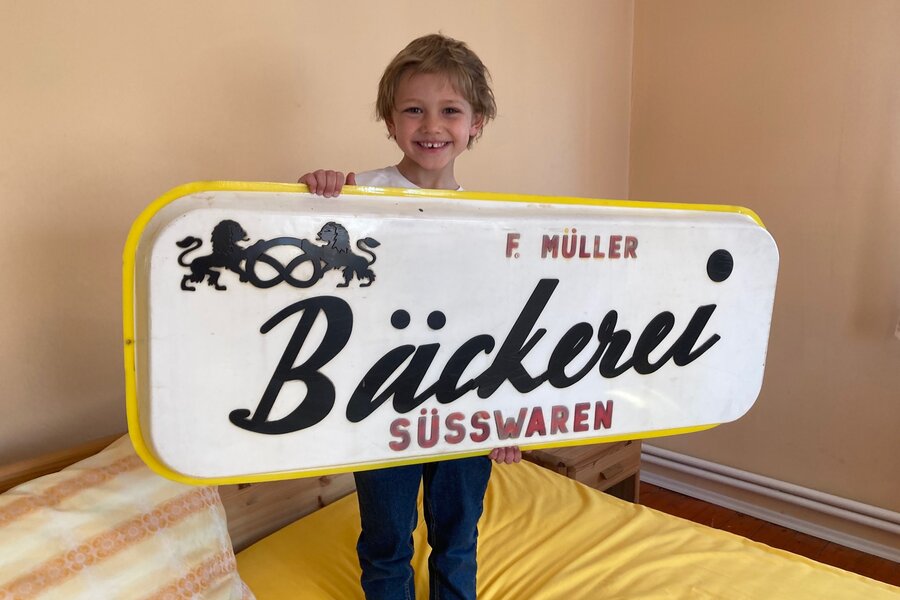 F. MÜLLER
Bäckerei
SÜSSWAREN